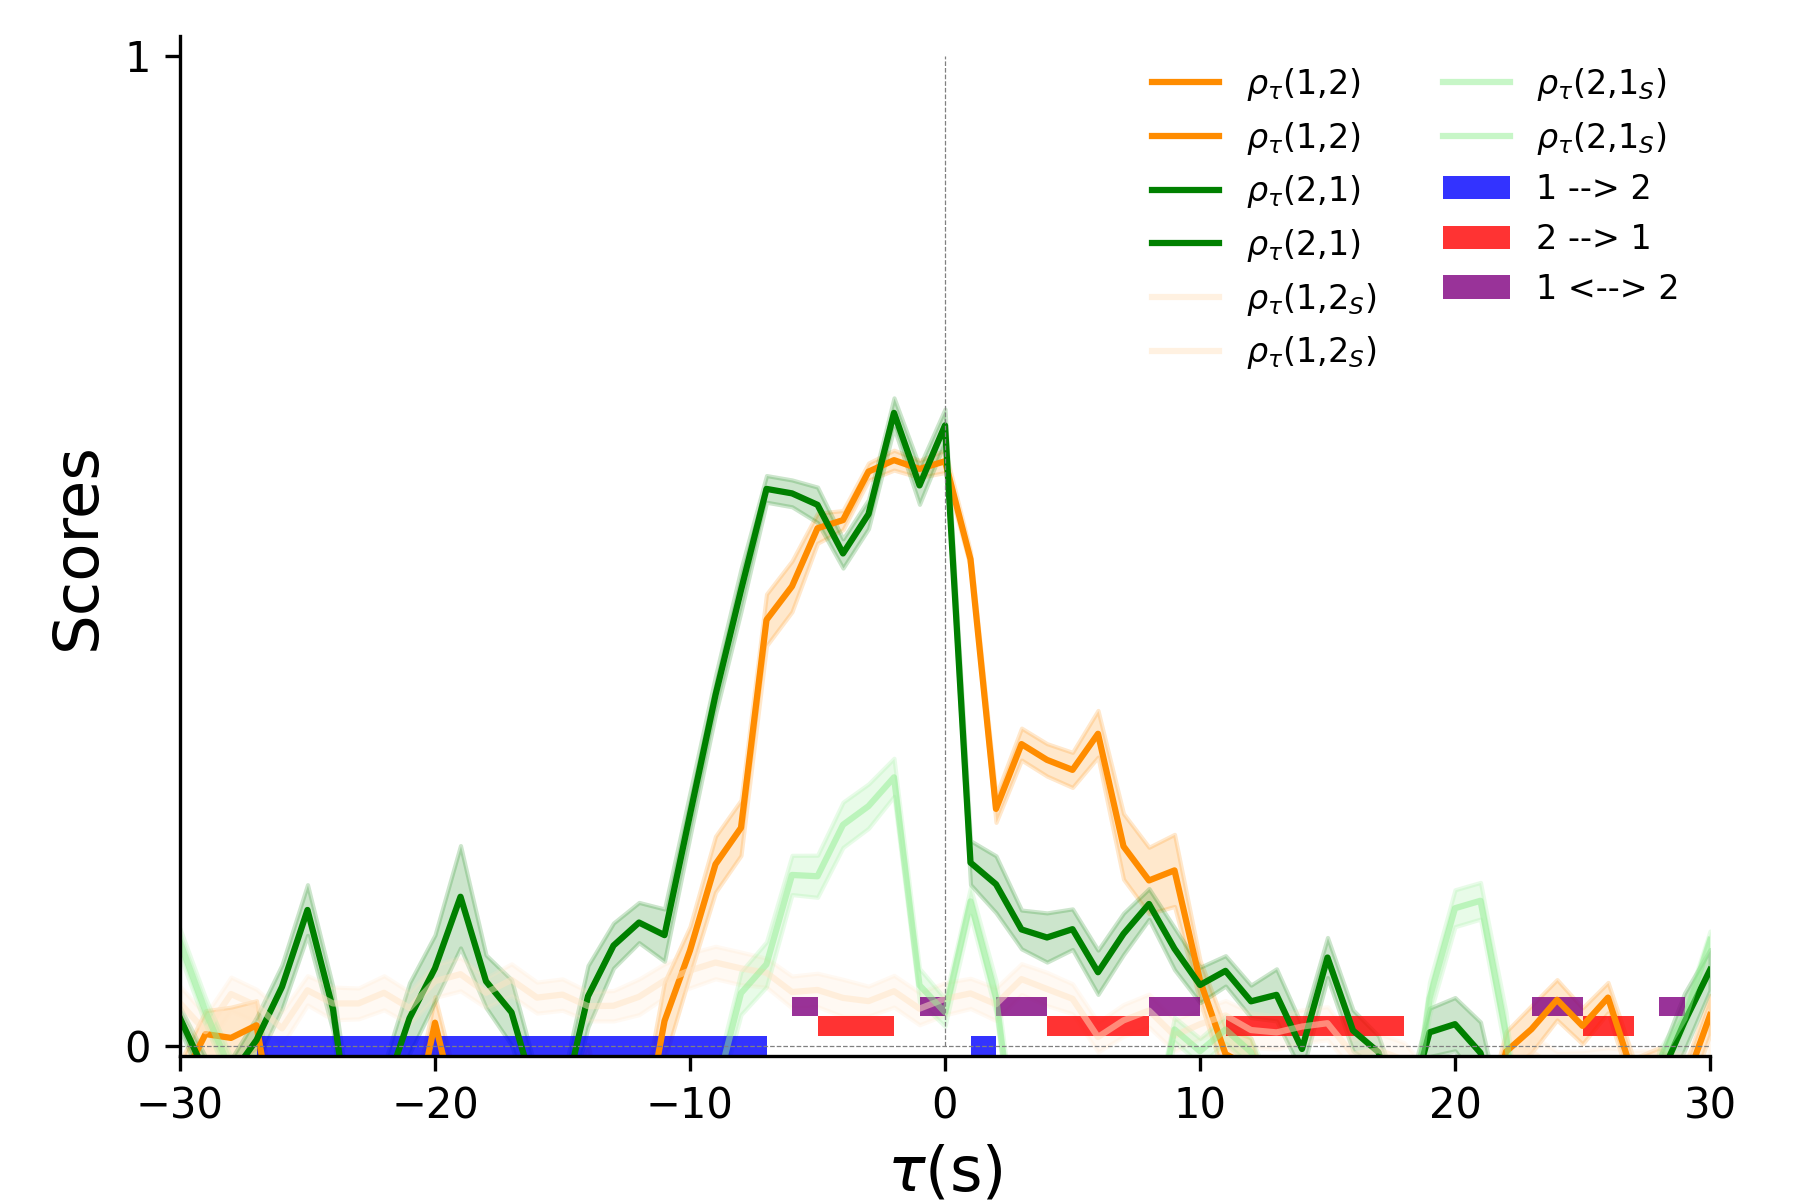 1
ρτ(1,2)
ρτ(1,2)
ρτ(2,1)
ρτ(2,1)
ρτ(1,2S)
ρτ(1,2S)
ρτ(2,1S)
ρτ(2,1S)
1 --> 2
2 --> 1
1 <--> 2
Scores
0
−30 −20 −10 0 10 20 30
τ(s)